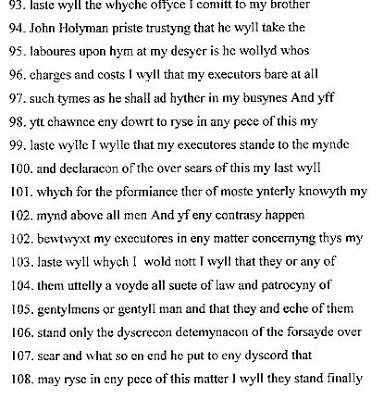 93. laste wyll the whyche offyce I comitt to my brother
94. John Holyman priste trustyng that he wyll take the
95. laboures upon hym at my desyer is he wollyd whos
96. charges and costs I wyll that my executors bare at all
97. such tymes as he shall ad hyther in my busynes And yff
98. ytt chawnce eny dowrt to ryse in any pece of this my
99. laste wylle I wylle that my executores stande to the mynde
100. and declaracon of the over sears of this my last wyll
101. whych for the pformiance ther of moste ynterly knowyth my
102. mynd above all men And yf eny contrasy happen
102. bewtwyxt my executores in eny matter concernyng thys my
103. laste wyll whych I wold nott I wyll that they or any of
104. them uttelly a voyde all suete of law and patrocyny of
105. gentylmens or gentyll man and that they and eche of them
106. stand only the dyscrecon detemynacon of the forsayde over
107. sear and what so en end he put to eny dyscord that
108. may ryse in eny pece of this matter I wyll they stand finally